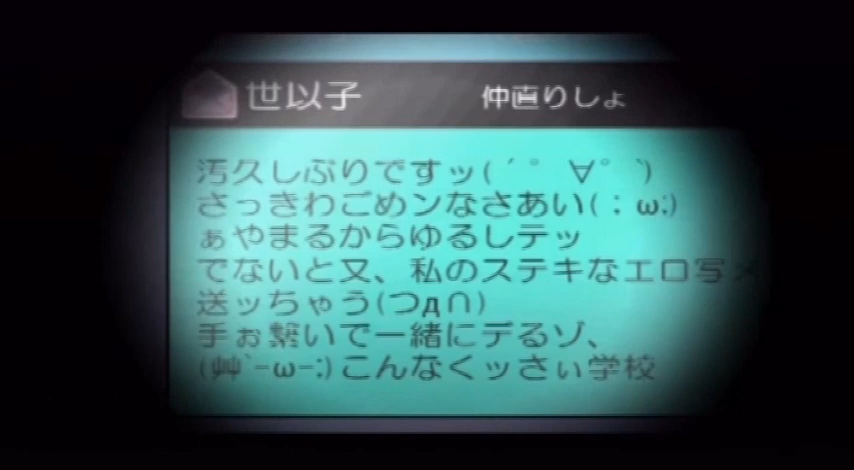 世以子 仲直りしょ
汚久しぶりですッ(´゜∀゜`)
さっきわごめンなさあい(；ω;)
ぁやまるからゆるしテッ
でないと又、私のステキなエロ写メ
送ッちゃう(つд∩)
手ぉ繋いで一緒にデるゾ、
(艸`-ω-;)こんなくッさぃ学校